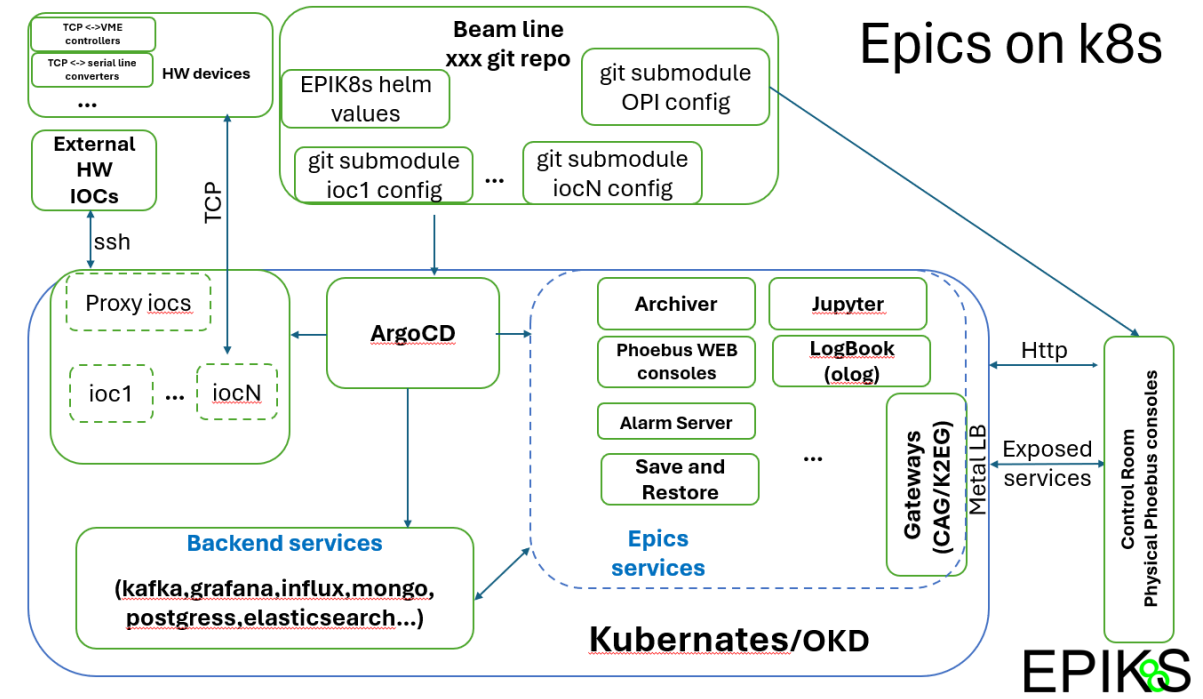 Epics on k8s
TCP <->VME
controllers
TCP <-> serial line
converters
...
HW devices
External
HW
IOCs
ssh
TCP
Beam line
xxx git repo
EPIK8s helm
values
git submodule
OPI config
git submodule
ioc1 config
...
git submodule
iocN config
Proxy iocs
ioc1
...
iocN
ArgoCD
Archiver
Jupyter
Phoebus WEB
consoles
LogBook
(olog)
Alarm Server
Save and
Restore
...
Gateways
(CAG/K2EG)
Metal LB
Epics
services
Http
Exposed
services
Control Room
Physical Phoebus consoles
Backend services
(kafka,grafana,influx,mongo,
postgress,elasticsearch...)
Kubernates/OKD
EPIK8S